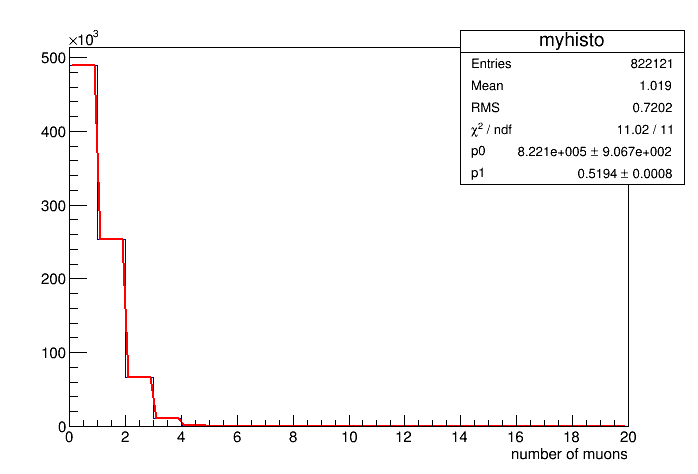 ×10³
myhisto
Entries 822121
Mean 1.019
RMS 0.7202
χ² / ndf 11.02 / 11
p0 8.221e+005 ± 9.067e+002
p1 0.5194 ± 0.0008
500
400
300
200
100
0
0 2 4 6 8 10 12 14 16 18 20
number of muons